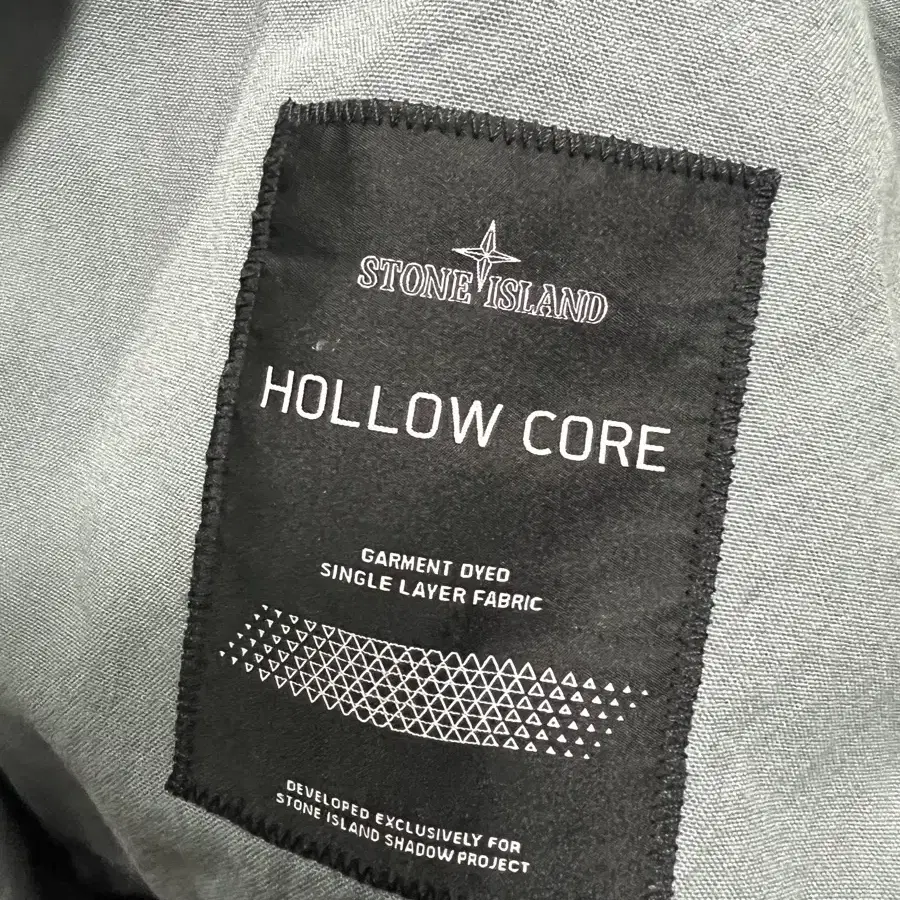 STONE ISLAND
HOLLOW CORE
GARMENT DYED
SINGLE LAYER FABRIC
DEVELOPED EXCLUSIVELY FOR
STONE ISLAND SHADOW PROJECT